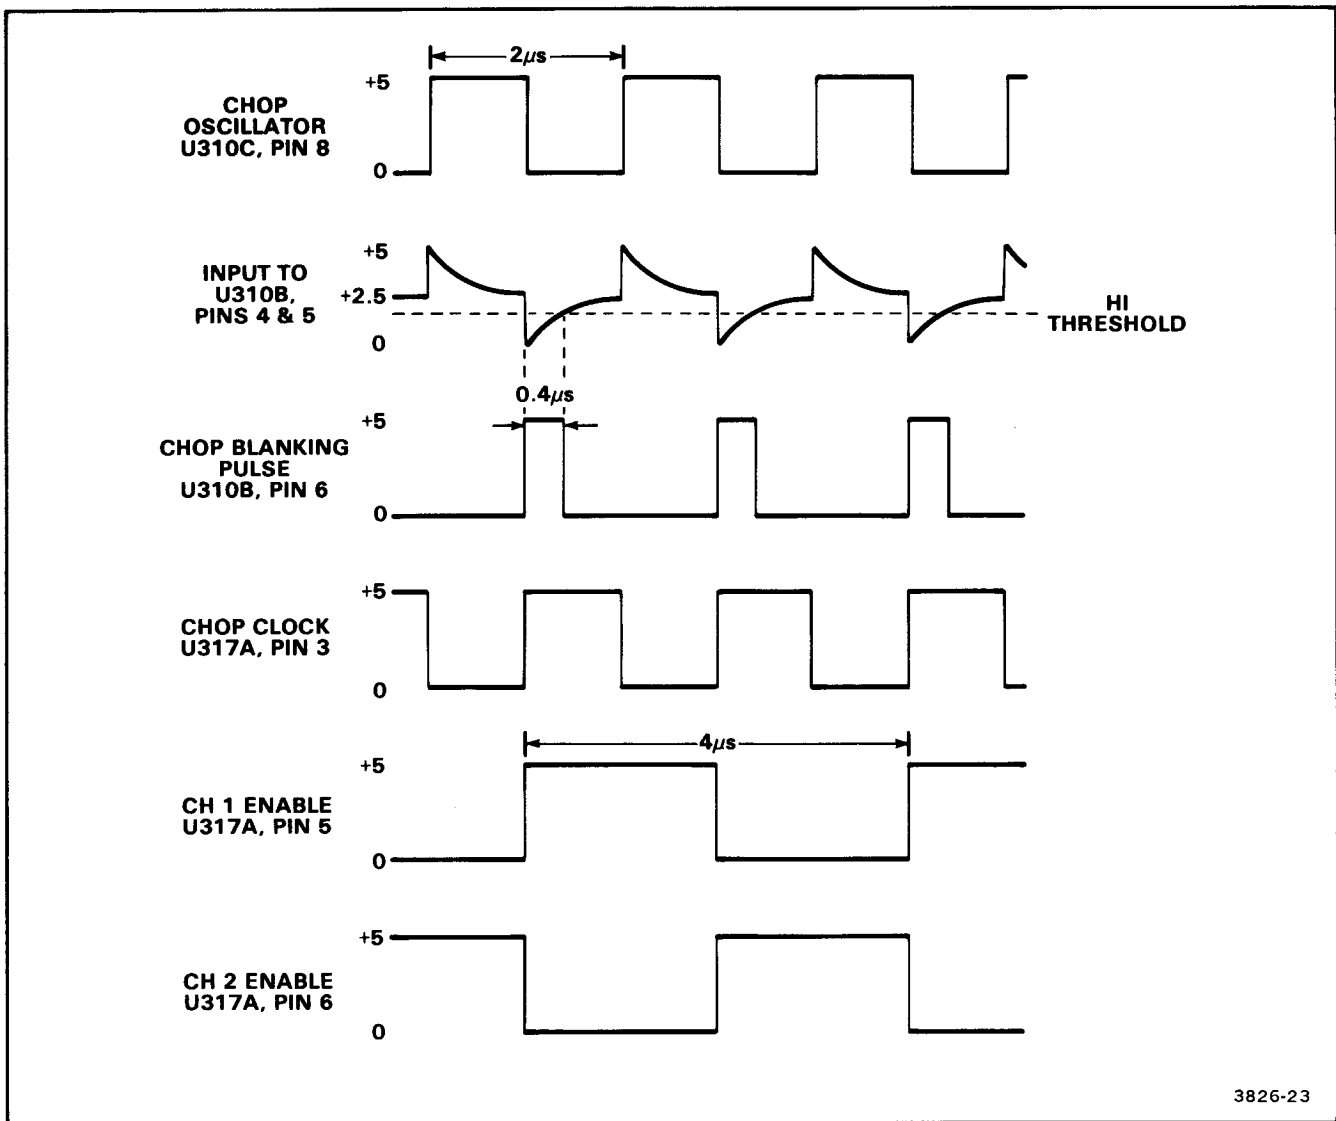 2µs
+5
CHOP
OSCILLATOR
U310C, PIN 8
0
+5
INPUT TO
U310B,
PINS 4 & 5
+2.5
HI
THRESHOLD
0
0.4µs
+5
CHOP BLANKING
PULSE
U310B, PIN 6
0
+5
CHOP CLOCK
U317A, PIN 3
0
4µs
+5
CH 1 ENABLE
U317A, PIN 5
0
+5
CH 2 ENABLE
U317A, PIN 6
0
3826-23